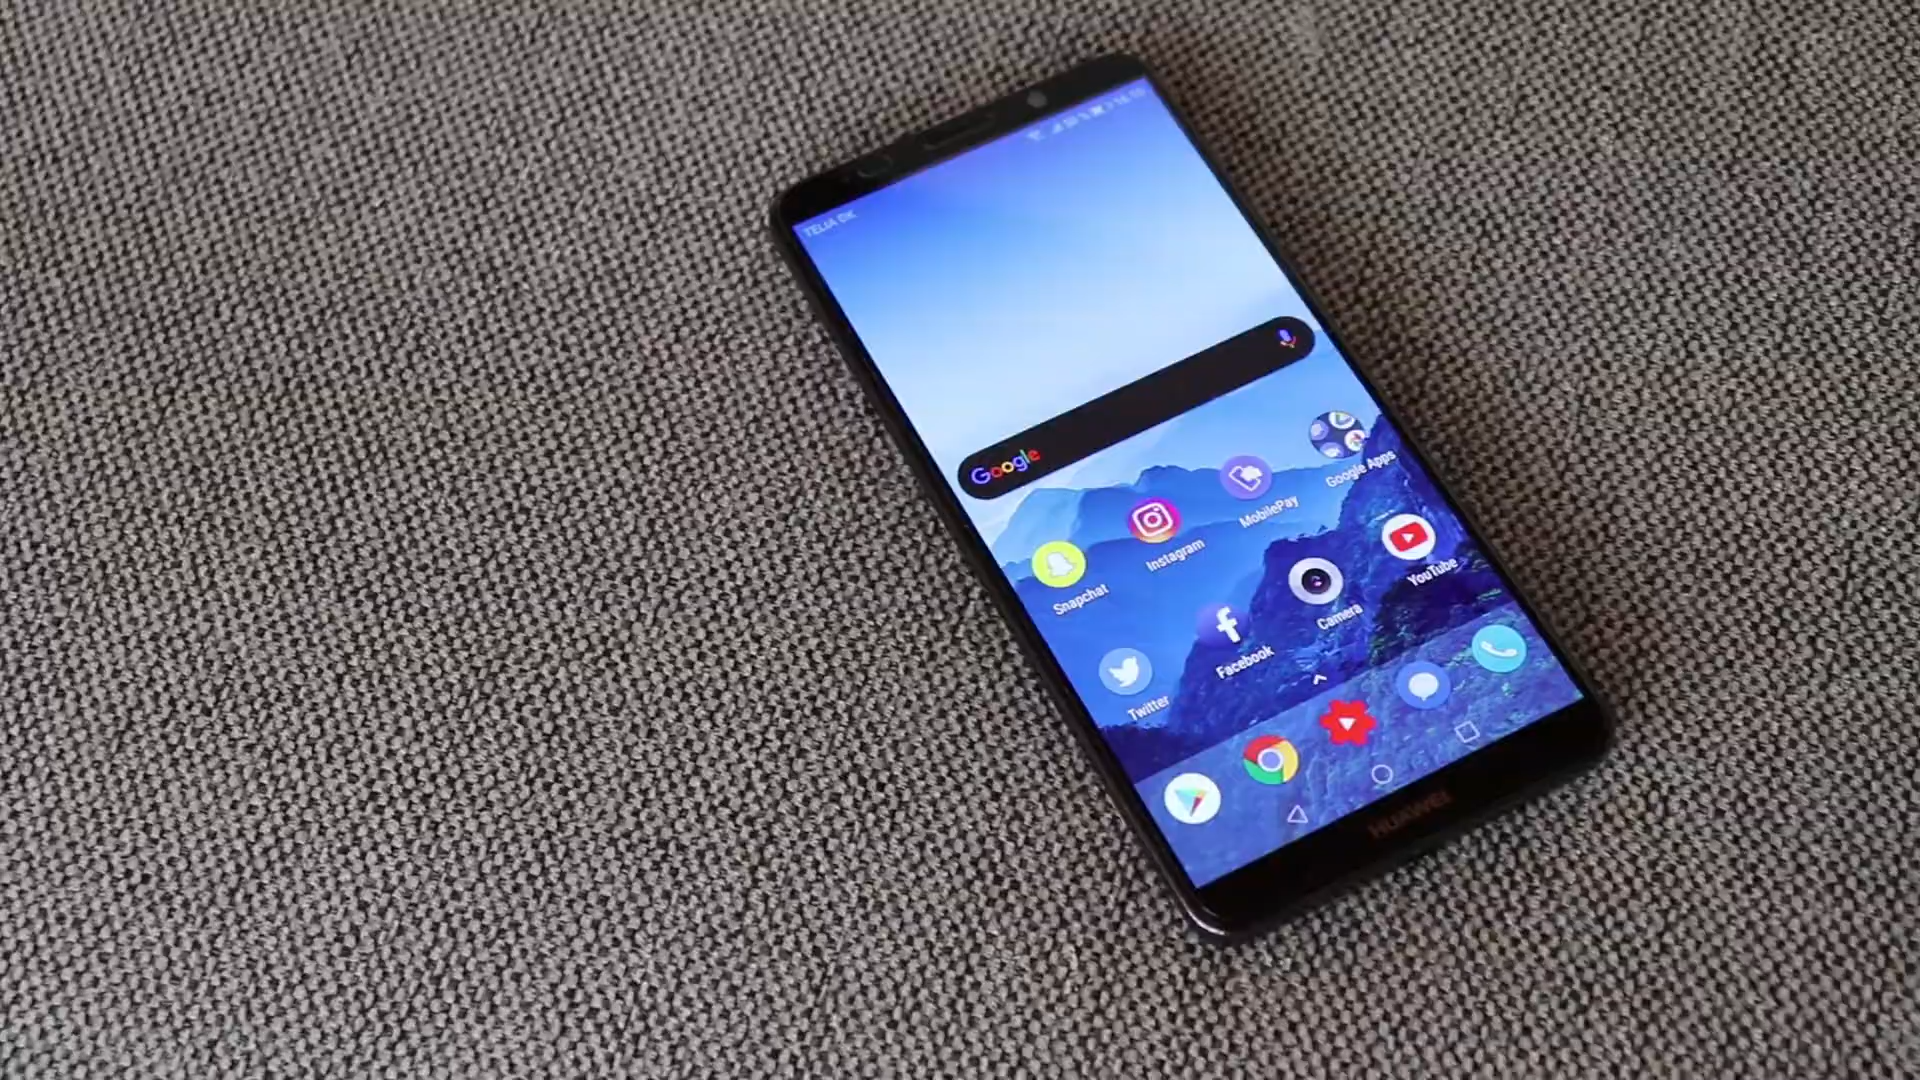 TELIA DK
Google
Google Apps
MobilePay
Instagram
Snapchat
YouTube
Camera
Facebook
Twitter
HUAWEI